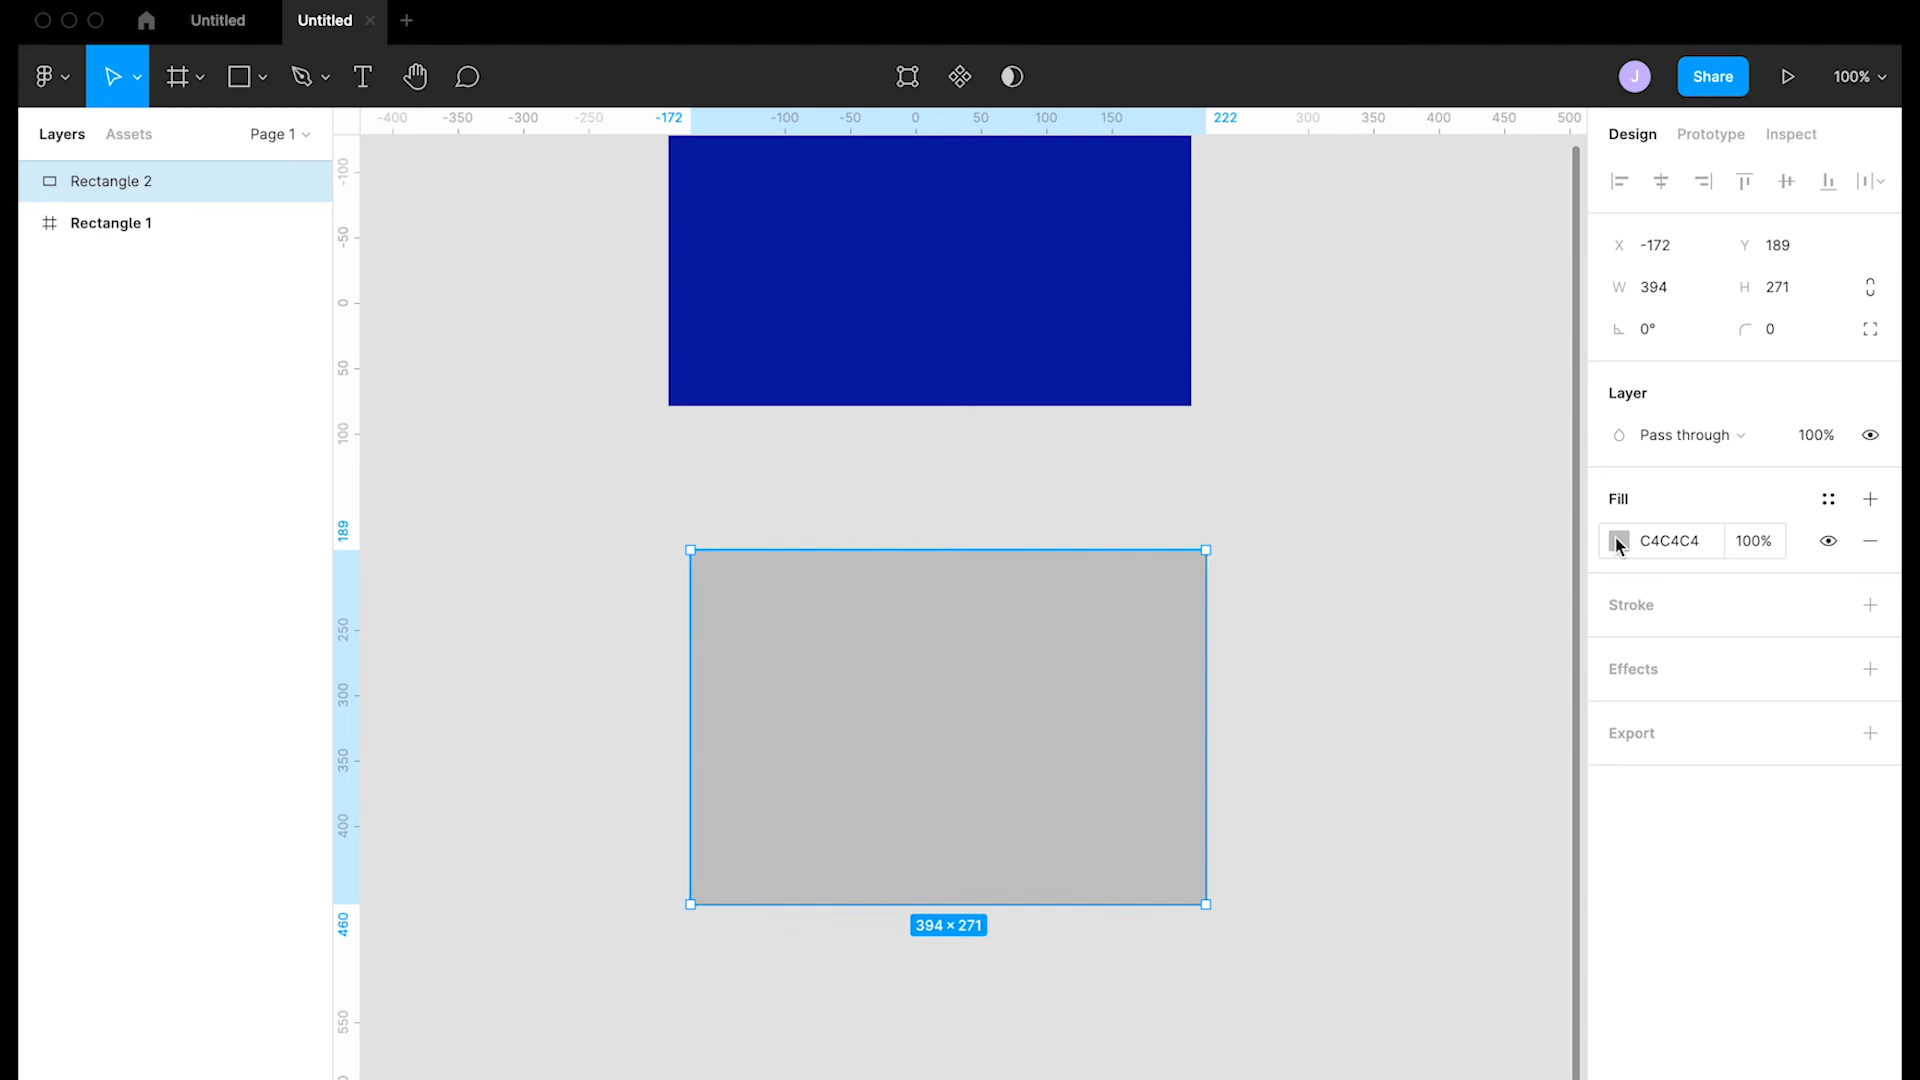 Untitled
Untitled
J
Share
100%
Layers
Assets
Page 1
-400
-350
-300
-250
-172
-100
-50
0
50
100
150
222
300
350
400
450
500
Design
Prototype
Inspect
Rectangle 2
Rectangle 1
-100
-50
0
50
100
189
250
300
350
400
460
550
394 × 271
X
-172
Y
189
W
394
H
271
0°
0
Layer
Pass through
100%
Fill
C4C4C4
100%
Stroke
Effects
Export